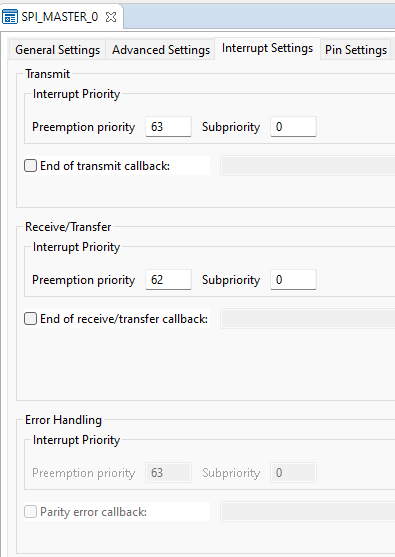 SPI_MASTER_0
General Settings Advanced Settings Interrupt Settings Pin Settings
Transmit
Interrupt Priority
Preemption priority 63 Subpriority 0
End of transmit callback:
Receive/Transfer
Interrupt Priority
Preemption priority 62 Subpriority 0
End of receive/transfer callback:
Error Handling
Interrupt Priority
Preemption priority 63 Subpriority 0
Parity error callback: